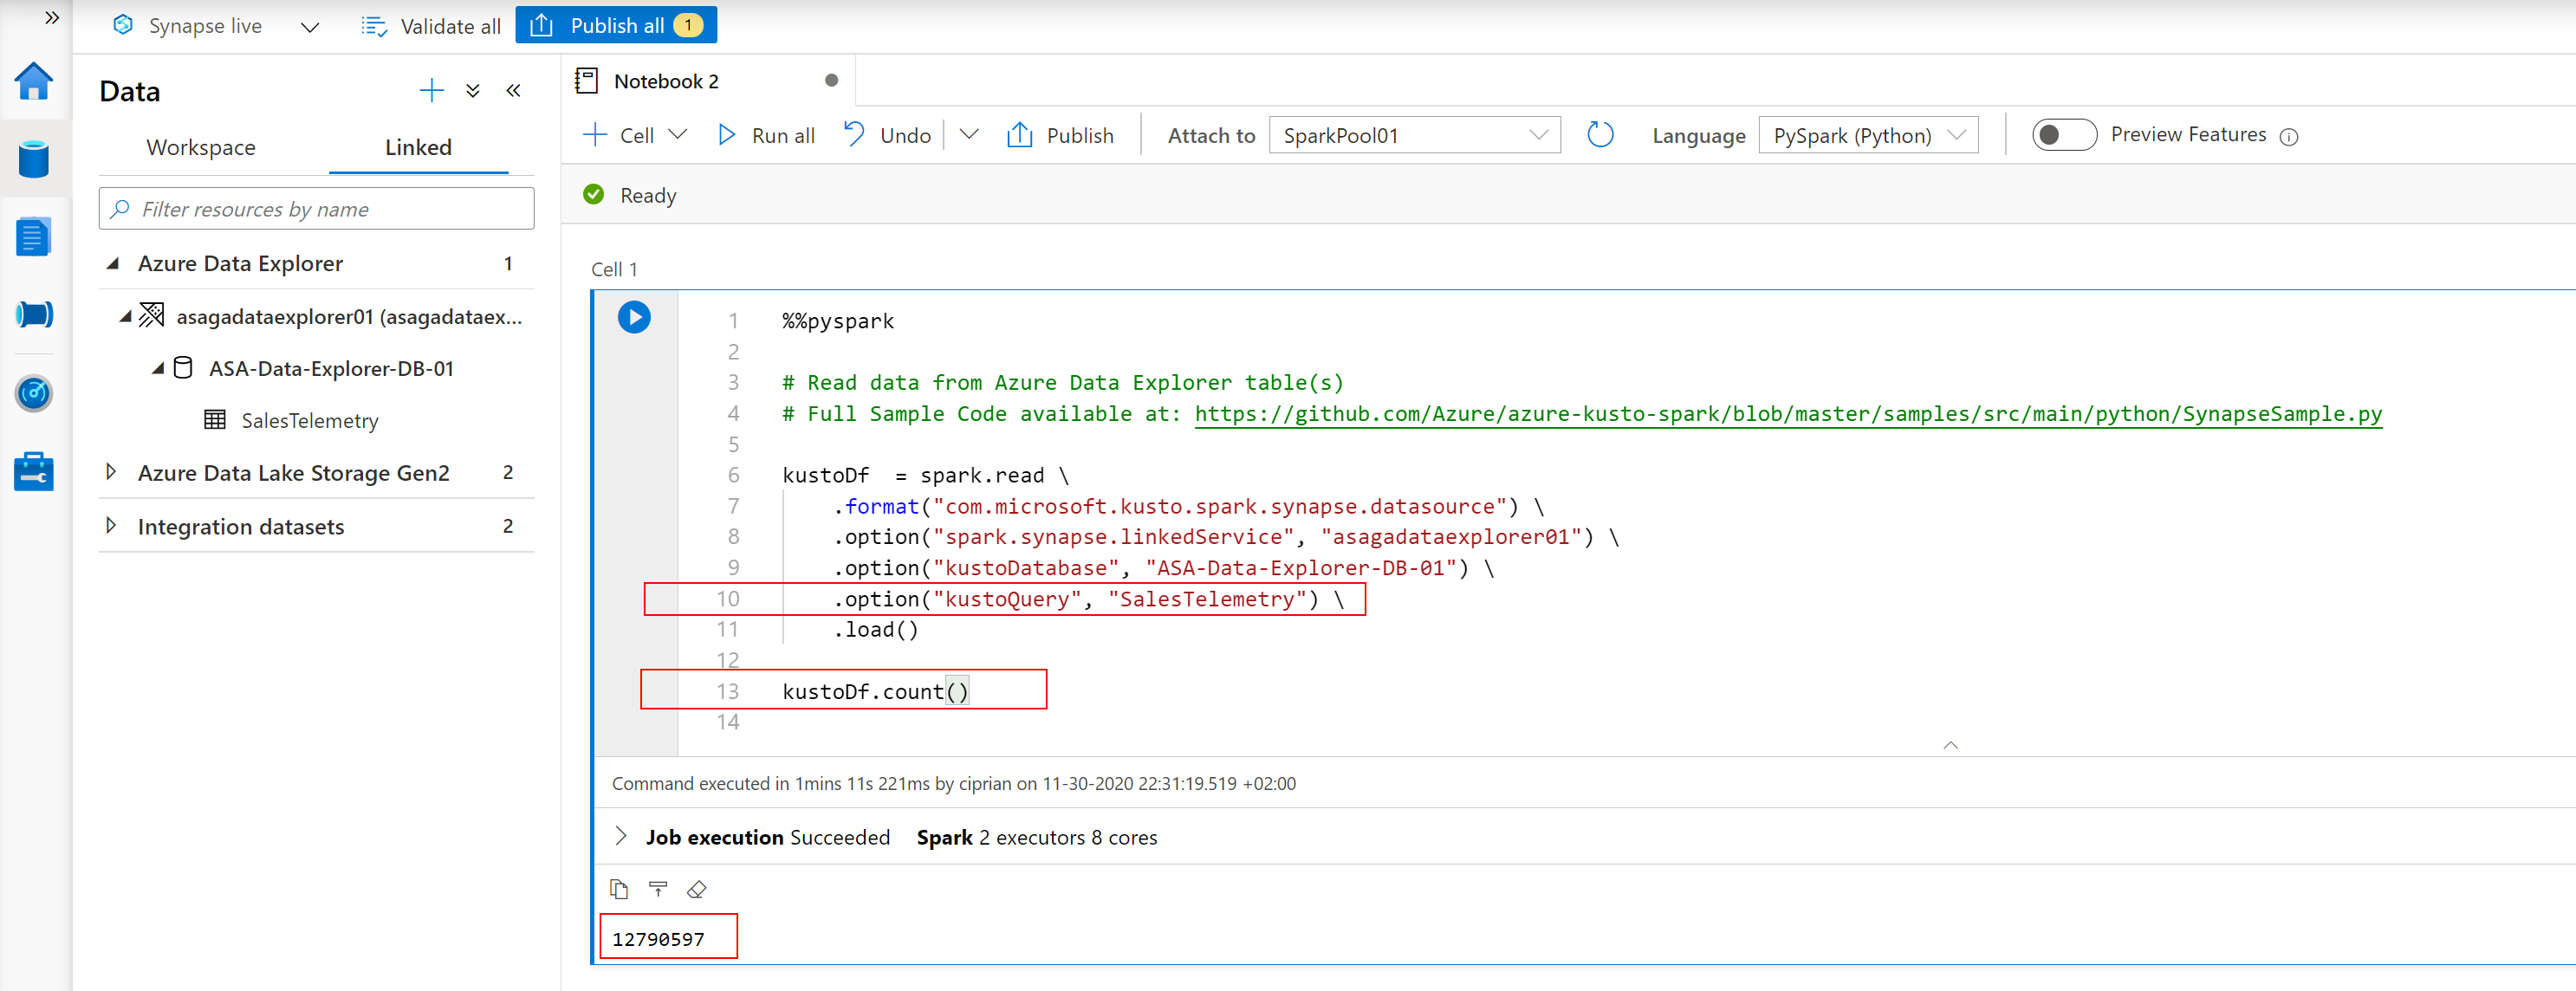 Synapse live
Validate all
Publish all 1
Data
Workspace
Linked
Filter resources by name
Azure Data Explorer 1
asagadataexplorer01 (asagadataex...
ASA-Data-Explorer-DB-01
SalesTelemetry
Azure Data Lake Storage Gen2 2
Integration datasets 2
Notebook 2
Cell
Run all
Undo
Publish
Attach to SparkPool01
Language PySpark (Python)
Preview Features
Ready
Cell 1
1 %%pyspark
2
3 # Read data from Azure Data Explorer table(s)
4 # Full Sample Code available at: https://github.com/Azure/azure-kusto-spark/blob/master/samples/src/main/python/SynapseSample.py
5
6 kustoDf  = spark.read \
7     .format("com.microsoft.kusto.spark.synapse.datasource") \
8     .option("spark.synapse.linkedService", "asagadataexplorer01") \
9     .option("kustoDatabase", "ASA-Data-Explorer-DB-01") \
10     .option("kustoQuery", "SalesTelemetry") \
11     .load()
12
13 kustoDf.count()
14
Command executed in 1mins 11s 221ms by ciprian on 11-30-2020 22:31:19.519 +02:00
Job execution Succeeded Spark 2 executors 8 cores
12790597